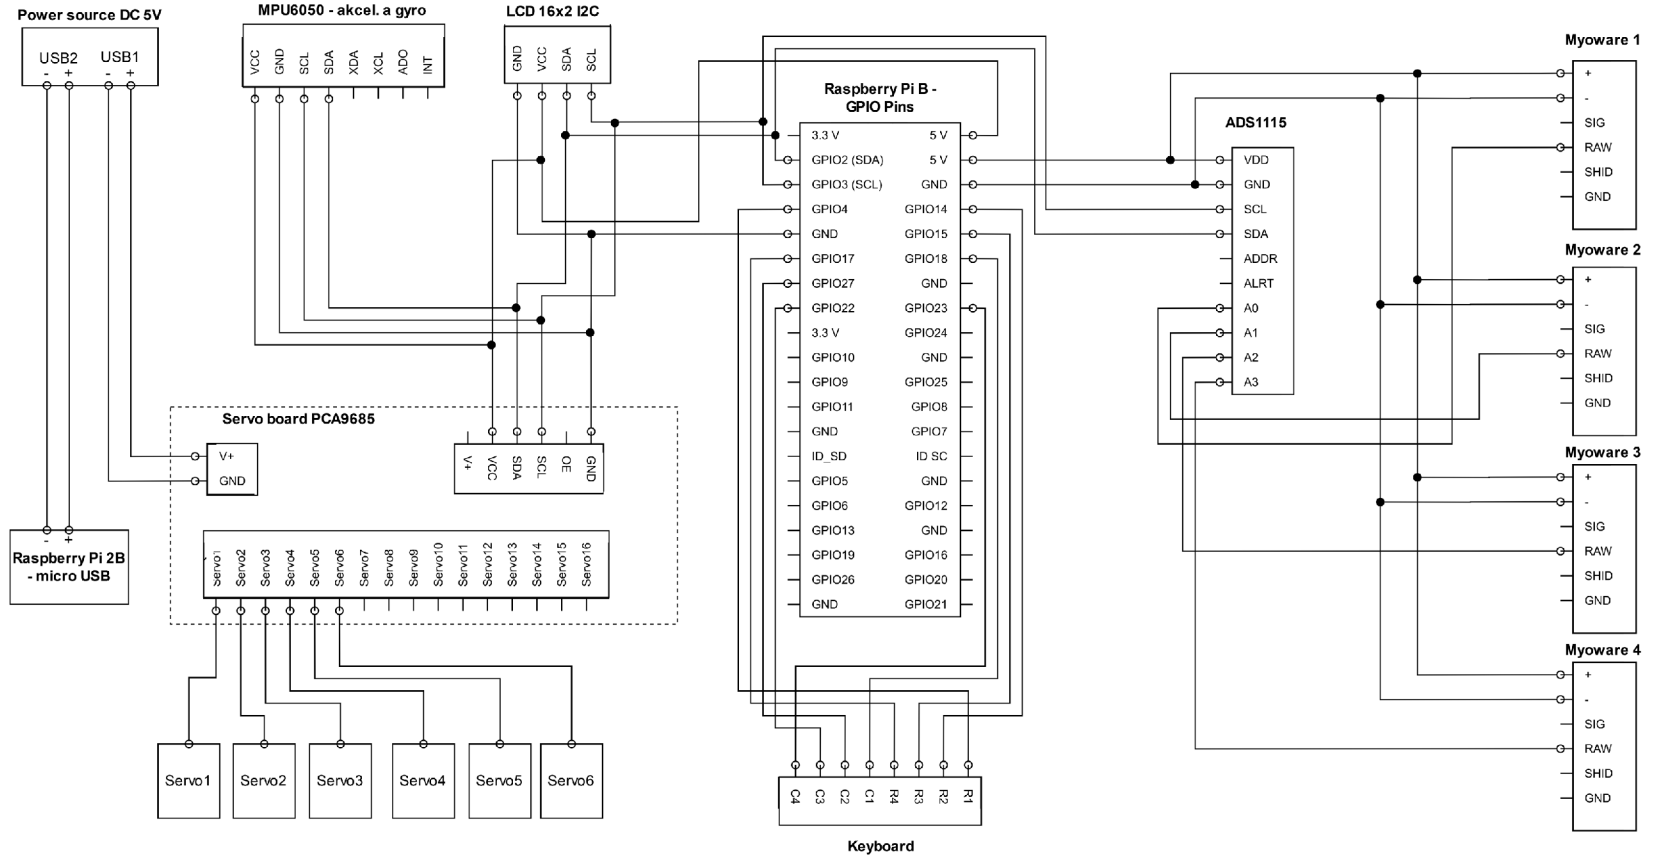 Power source DC 5V
USB2 USB1
- + - +
MPU6050 - akcel. a gyro
VCC GND SCL SDA XDA XCL ADO INT
LCD 16x2 I2C
GND VCC SDA SCL
Raspberry Pi B -
GPIO Pins
3.3 V 5 V
GPIO2 (SDA) 5 V
GPIO3 (SCL) GND
GPIO4 GPIO14
GND GPIO15
GPIO17 GPIO18
GPIO27 GND
GPIO22 GPIO23
3.3 V GPIO24
GPIO10 GND
GPIO9 GPIO25
GPIO11 GPIO8
GND GPIO7
ID_SD ID SC
GPIO5 GND
GPIO6 GPIO12
GPIO13 GND
GPIO19 GPIO16
GPIO26 GPIO20
GND GPIO21
ADS1115
VDD
GND
SCL
SDA
ADDR
ALRT
A0
A1
A2
A3
Myoware 1
+
-
SIG
RAW
SHID
GND
Myoware 2
+
-
SIG
RAW
SHID
GND
Myoware 3
+
-
SIG
RAW
SHID
GND
Myoware 4
+
-
SIG
RAW
SHID
GND
Servo board PCA9685
V+
GND
V+ VCC SDA SCL OE GND
Servo1 Servo2 Servo3 Servo4 Servo5 Servo6 Servo7 Servo8 Servo9 Servo10 Servo11 Servo12 Servo13 Servo14 Servo15 Servo16
- +
Raspberry Pi 2B
- micro USB
Servo1 Servo2 Servo3 Servo4 Servo5 Servo6
C4 C3 C2 C1 R4 R3 R2 R1
Keyboard